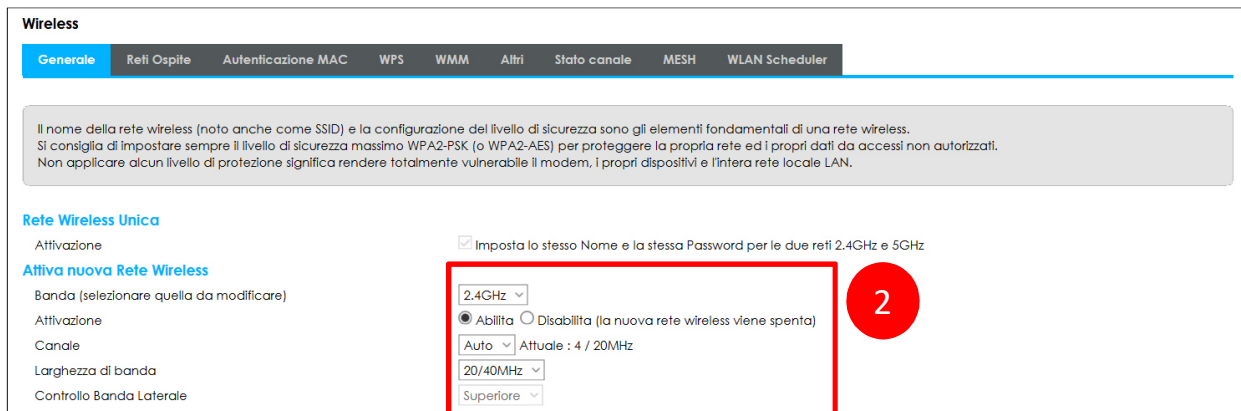 Wireless
Generale Reti Ospite Autenticazione MAC WPS WMM Altri Stato canale MESH WLAN Scheduler
Il nome della rete wireless (noto anche come SSID) e la configurazione del livello di sicurezza sono gli elementi fondamentali di una rete wireless.
Si consiglia di impostare sempre il livello di sicurezza massimo WPA2-PSK (o WPA2-AES) per proteggere la propria rete ed i propri dati da accessi non autorizzati.
Non applicare alcun livello di protezione significa rendere totalmente vulnerabile il modem, i propri dispositivi e l'intera rete locale LAN.
Rete Wireless Unica
Attivazione Imposta lo stesso Nome e la stessa Password per le due reti 2.4GHz e 5GHz
Attiva nuova Rete Wireless
Banda (selezionare quella da modificare) 2.4GHz
2
Attivazione Abilita Disabilita (la nuova rete wireless viene spenta)
Canale Auto Attuale : 4 / 20MHz
Larghezza di banda 20/40MHz
Controllo Banda Laterale Superiore